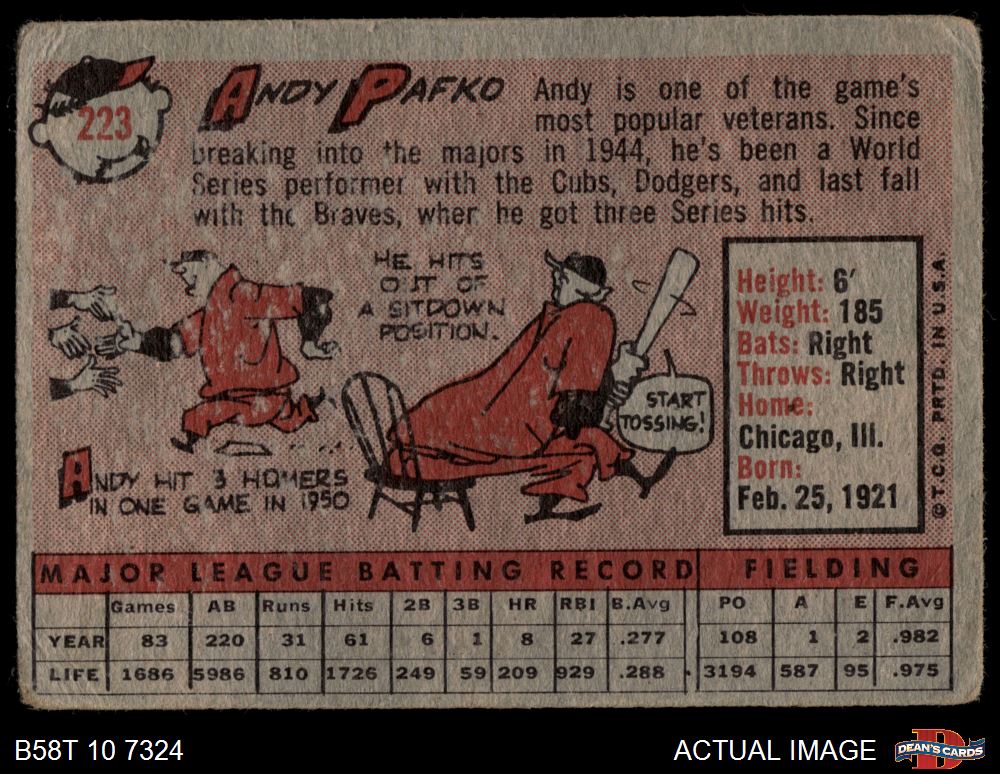 223
ANDY PAFKO
Andy is one of the game's
most popular veterans. Since
breaking into the majors in 1944, he's been a World
Series performer with the Cubs, Dodgers, and last fall
with the Braves, wher he got three Series hits.
HE HITS
OUT OF
A SITDOWN
POSITION.
START
TOSSING!
ANDY HIT 3 HOMERS
IN ONE GAME IN 1950
Height: 6'
Weight: 185
Bats: Right
Throws: Right
Home:
Chicago, Ill.
Born:
Feb. 25, 1921
©T.C.G. PRTD. IN U.S.A.
MAJOR LEAGUE BATTING RECORD FIELDING
Games AB Runs Hits 2B 3B HR RBI B.Avg PO A E F.Avg
YEAR 83 220 31 61 6 1 8 27 .277 108 1 2 .982
LIFE 1686 5986 810 1726 249 59 209 929 .288 3194 587 95 .975
B58T 10 7324
ACTUAL IMAGE
D
DEAN'S CARDS